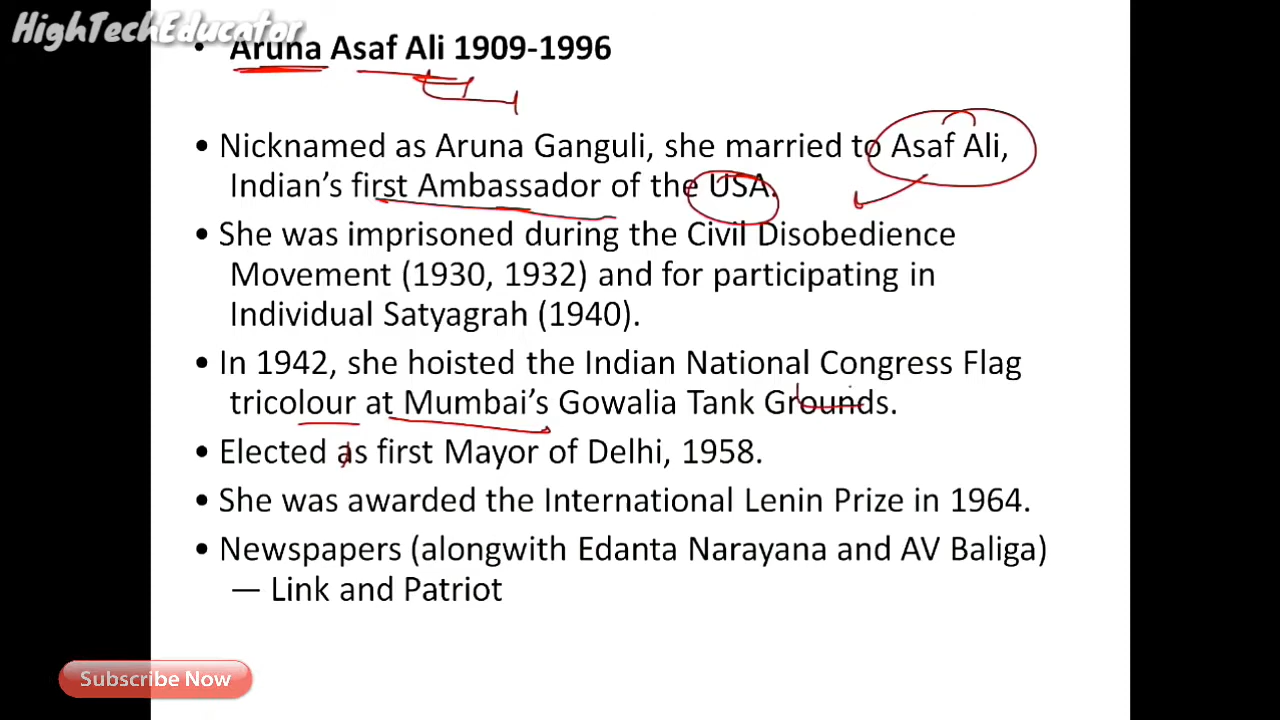 HighTechEducator
• Aruna Asaf Ali 1909-1996
• Nicknamed as Aruna Ganguli, she married to Asaf Ali,
Indian's first Ambassador of the USA.
• She was imprisoned during the Civil Disobedience
Movement (1930, 1932) and for participating in
Individual Satyagrah (1940).
• In 1942, she hoisted the Indian National Congress Flag
tricolour at Mumbai's Gowalia Tank Grounds.
• Elected as first Mayor of Delhi, 1958.
• She was awarded the International Lenin Prize in 1964.
• Newspapers (alongwith Edanta Narayana and AV Baliga)
— Link and Patriot
Subscribe Now